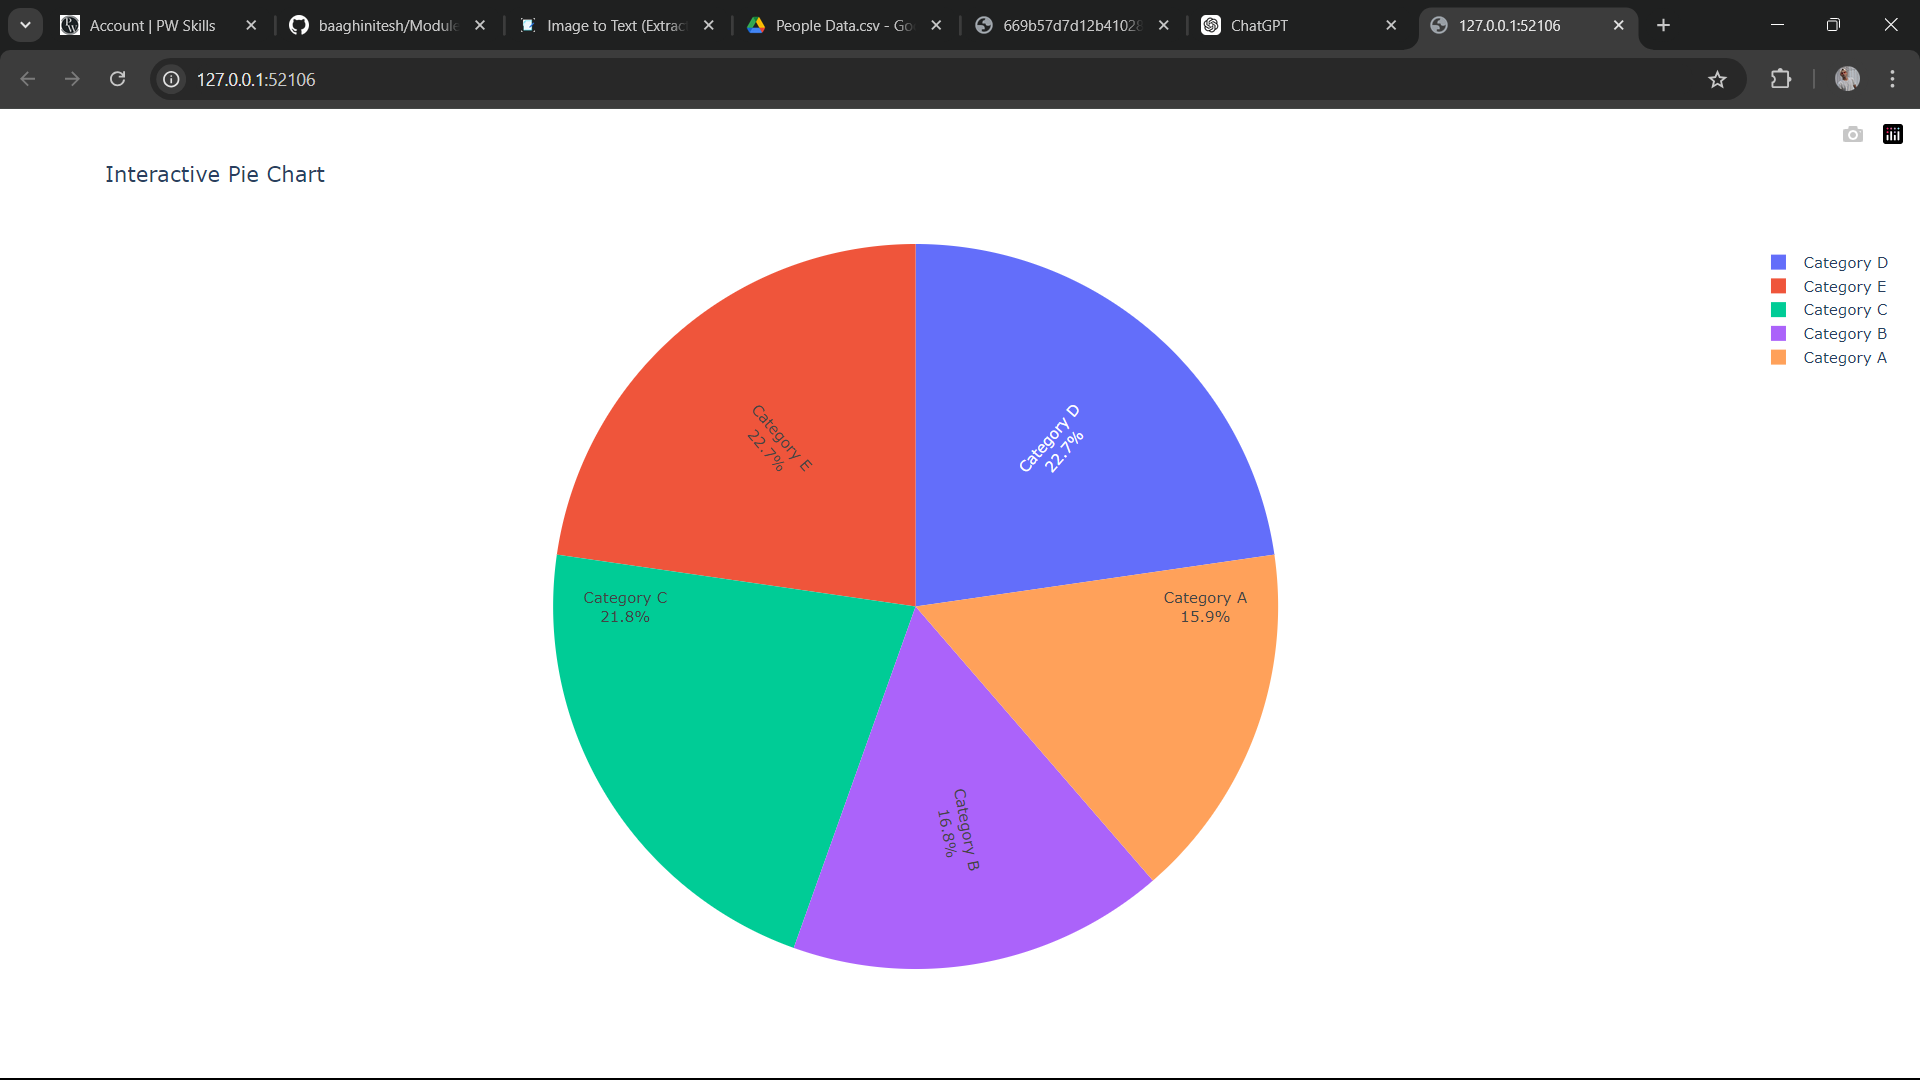 Account | PW Skills
baaghinitesh/Module
Image to Text (Extrac
People Data.csv - Go
669b57d7d12b41028
ChatGPT
127.0.0.1:52106
127.0.0.1:52106
Interactive Pie Chart
Category D
Category E
Category C
Category B
Category A
Category E
22.7%
Category D
22.7%
Category C
21.8%
Category A
15.9%
Category B
16.8%